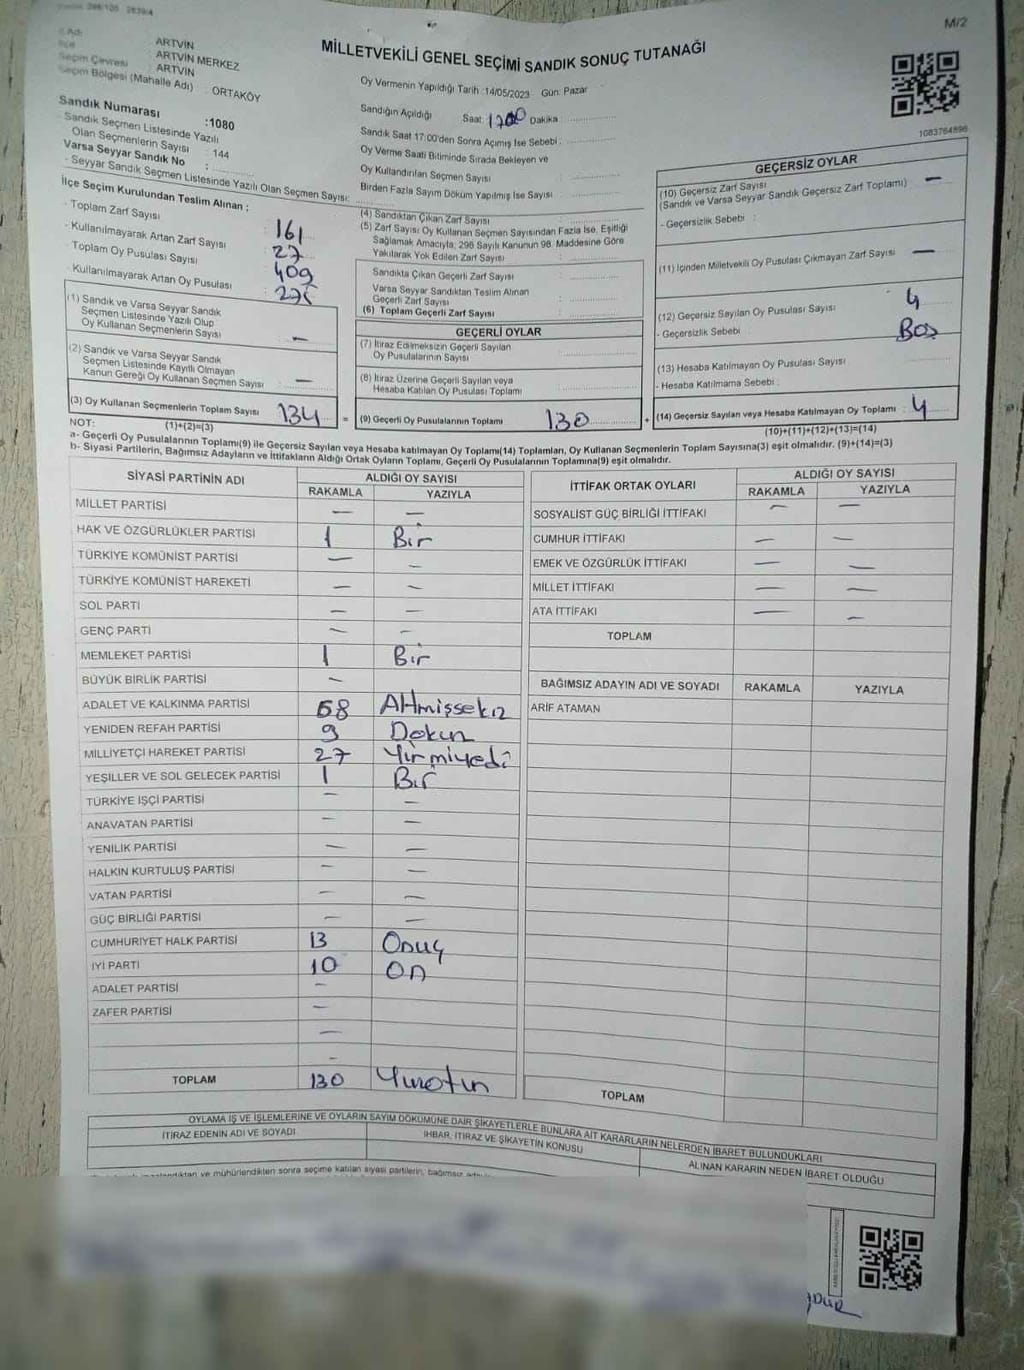 M/2
MİLLETVEKİLİ GENEL SEÇİMİ SANDIK SONUÇ TUTANAĞI
ARTVİN
ARTVİN MERKEZ
Seçim Çevresi ARTVİN
Seçim Bölgesi (Mahalle Adı) : ORTAKÖY
Sandık Numarası :1080
Sandık Seçmen Listesinde Yazılı
Olan Seçmenlerin Sayısı : 144
Varsa Seyyar Sandık No :
- Seyyar Sandık Seçmen Listesinde Yazılı Olan Seçmen Sayısı:
İlçe Seçim Kurulundan Teslim Alınan :
- Toplam Zarf Sayısı : 161
- Kullanılmayarak Artan Zarf Sayısı : 27
- Toplam Oy Pusulası Sayısı : 409
- Kullanılmayarak Artan Oy Pusulası :
(1) Sandık ve Varsa Seyyar Sandık
Seçmen Listesinde Yazılı Olup
Oy Kullanan Seçmenlerin Sayısı : —
(2) Sandık ve Varsa Seyyar Sandık
Seçmen Listesinde Kayıtlı Olmayan
Kanun Gereği Oy Kullanan Seçmen Sayısı : —
(3) Oy Kullanan Seçmenlerin Toplam Sayısı : 134
(1)+(2)=(3)
Oy Vermenin Yapıldığı Tarih :14/05/2023 Gün: Pazar
Sandığın Açıldığı Saat: 1700 Dakika
Sandık Saat 17:00'den Sonra Açımış İse Sebebi :
Oy Verme Saati Bitiminde Sırada Bekleyen ve
Oy Kullandırılan Seçmen Sayısı :
Birden Fazla Sayım Döküm Yapılmış İse Sayısı :
(4) Sandıktan Çıkan Zarf Sayısı :
(5) Zarf Sayısı Oy Kullanan Seçmen Sayısından Fazla İse, Eşitliği
Sağlamak Amacıyla; 298 Sayılı Kanunun 98. Maddesine Göre
Yakılarak Yok Edilen Zarf Sayısı :
Sandıkta Çıkan Geçerli Zarf Sayısı :
Varsa Seyyar Sandıktan Teslim Alınan
Geçerli Zarf Sayısı :
(6) Toplam Geçerli Zarf Sayısı :
GEÇERLİ OYLAR
(7) İtiraz Edilmeksizin Geçerli Sayılan
Oy Pusulalarının Sayısı :
(8) İtiraz Üzerine Geçerli Sayılan veya
Hesaba Katılan Oy Pusulası Toplamı :
= (9) Geçerli Oy Pusulalarının Toplamı : 130
1083764896
GEÇERSİZ OYLAR
(10) Geçersiz Zarf Sayısı
(Sandık ve Varsa Seyyar Sandık Geçersiz Zarf Toplamı) : —
- Geçersizlik Sebebi :
(11) İçinden Milletvekili Oy Pusulası Çıkmayan Zarf Sayısı : —
(12) Geçersiz Sayılan Oy Pusulası Sayısı : 4
- Geçersizlik Sebebi : Boş
(13) Hesaba Katılmayan Oy Pusulası Sayısı :
- Hesaba Katılmama Sebebi :
+ (14) Geçersiz Sayılan veya Hesaba Katılmayan Oy Toplamı : 4
(10)+(11)+(12)+(13)=(14)
NOT:
a- Geçerli Oy Pusulalarının Toplamı(9) ile Geçersiz Sayılan veya Hesaba katılmayan Oy Toplamı(14) Toplamları, Oy Kullanan Seçmenlerin Toplam Sayısına(3) eşit olmalıdır. (9)+(14)=(3)
b- Siyasi Partilerin, Bağımsız Adayların ve İttifakların Aldığı Ortak Oyların Toplamı, Geçerli Oy Pusulalarının Toplamına(9) eşit olmalıdır.
SİYASİ PARTİNİN ADI ALDIĞI OY SAYISI
RAKAMLA YAZIYLA
MİLLET PARTİSİ — —
HAK VE ÖZGÜRLÜKLER PARTİSİ 1 Bir
TÜRKİYE KOMÜNİST PARTİSİ — —
TÜRKİYE KOMÜNİST HAREKETİ — —
SOL PARTİ — —
GENÇ PARTİ — —
MEMLEKET PARTİSİ 1 Bir
BÜYÜK BİRLİK PARTİSİ —
ADALET VE KALKINMA PARTİSİ 68 Altmışsekiz
YENİDEN REFAH PARTİSİ 9 Dokuz
MİLLİYETÇİ HAREKET PARTİSİ 27 Yirmiyedi
YEŞİLLER VE SOL GELECEK PARTİSİ 1 Bir
TÜRKİYE İŞÇİ PARTİSİ — —
ANAVATAN PARTİSİ — —
YENİLİK PARTİSİ — —
HALKIN KURTULUŞ PARTİSİ — —
VATAN PARTİSİ — —
GÜÇ BİRLİĞİ PARTİSİ — —
CUMHURİYET HALK PARTİSİ 13 Onuç
İYİ PARTİ 10 On
ADALET PARTİSİ —
ZAFER PARTİSİ —
—
—
TOPLAM 130
İTTİFAK ORTAK OYLARI ALDIĞI OY SAYISI
RAKAMLA YAZIYLA
SOSYALİST GÜÇ BİRLİĞİ İTTİFAKI — —
CUMHUR İTTİFAKI — —
EMEK VE ÖZGÜRLÜK İTTİFAKI — —
MİLLET İTTİFAKI — —
ATA İTTİFAKI — —
TOPLAM
BAĞIMSIZ ADAYIN ADI VE SOYADI RAKAMLA YAZIYLA
ARİF ATAMAN
TOPLAM
OYLAMA İŞ VE İŞLEMLERİNE VE OYLARIN SAYIM DÖKÜMÜNE DAİR ŞİKAYETLERLE BUNLARA AİT KARARLARIN NELERDEN İBARET BULUNDUKLARI
İTİRAZ EDENİN ADI VE SOYADI İHBAR, İTİRAZ VE ŞİKAYETİN KONUSU ALINAN KARARIN NEDEN İBARET OLDUĞU
ve mühürlendikten sonra seçime katılan siyasi partilerin, bağımsız